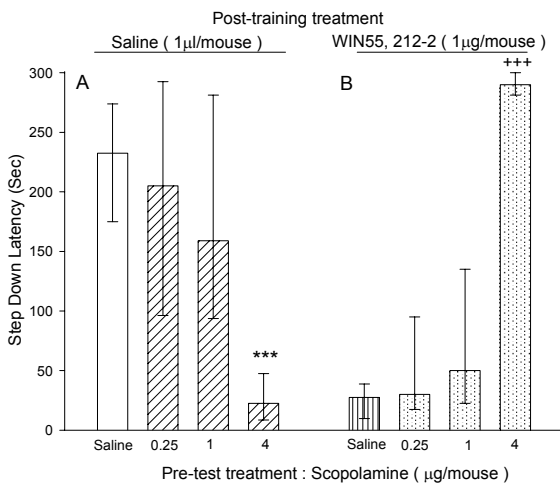 Post-training treatment
Saline ( 1µl/mouse )
WIN55, 212-2 ( 1µg/mouse )
Step Down Latency (Sec)
300
250
200
150
100
50
0
A
***
B
+++
Saline 0.25 1 4 Saline 0.25 1 4
Pre-test treatment : Scopolamine ( µg/mouse )